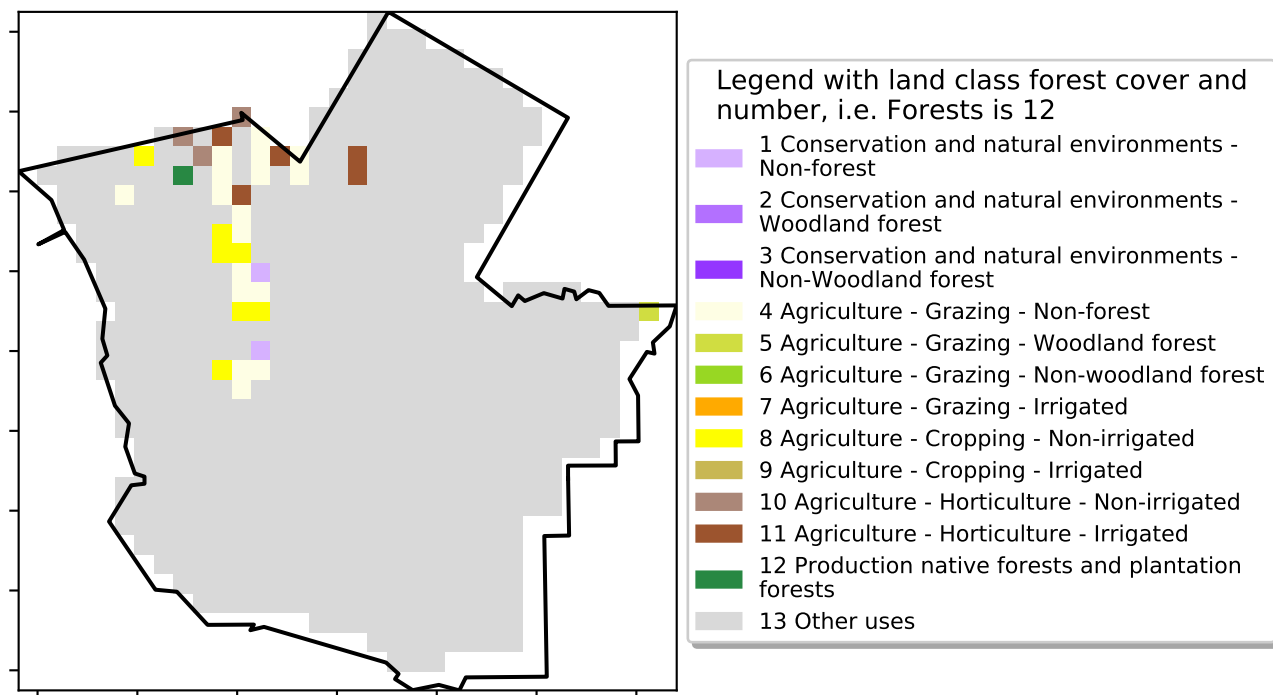 Legend with land class forest cover and
number, i.e. Forests is 12
1 Conservation and natural environments -
Non-forest
2 Conservation and natural environments -
Woodland forest
3 Conservation and natural environments -
Non-Woodland forest
4 Agriculture - Grazing - Non-forest
5 Agriculture - Grazing - Woodland forest
6 Agriculture - Grazing - Non-woodland forest
7 Agriculture - Grazing - Irrigated
8 Agriculture - Cropping - Non-irrigated
9 Agriculture - Cropping - Irrigated
10 Agriculture - Horticulture - Non-irrigated
11 Agriculture - Horticulture - Irrigated
12 Production native forests and plantation
forests
13 Other uses